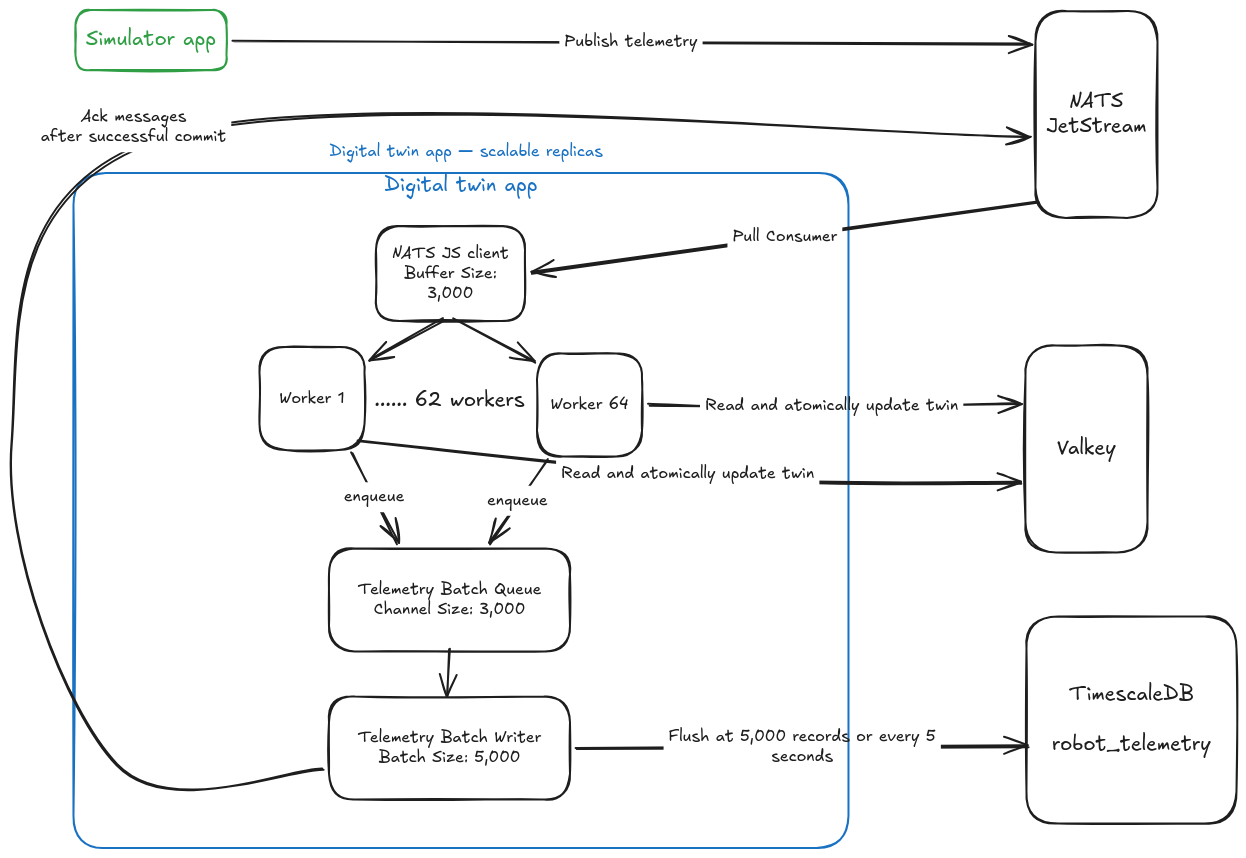 Simulator app
Publish telemetry
NATS
JetStream
Ack messages
after successful commit
Digital twin app — scalable replicas
Digital twin app
Pull Consumer
NATS JS client
Buffer Size:
3,000
Worker 1
...... 62 workers
Worker 64
Read and atomically update twin
Valkey
Read and atomically update twin
enqueue
enqueue
Telemetry Batch Queue
Channel Size: 3,000
TimescaleDB
robot_telemetry
Telemetry Batch Writer
Batch Size: 5,000
Flush at 5,000 records or every 5
seconds